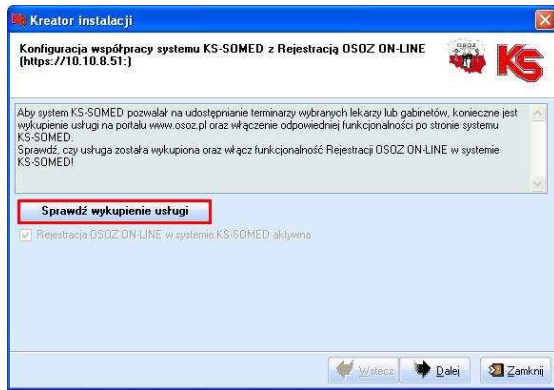 Kreator instalacji
Konfiguracja współpracy systemu KS-SOMED z Rejestracją OSOZ ON-LINE
(https://10.10.8.51:)
OSOZ
KS
Aby system KS-SOMED pozwalał na udostępnianie terminarzy wybranych lekarzy lub gabinetów, konieczne jest
wykupienie usługi na portalu www.osoz.pl oraz włączenie odpowiedniej funkcjonalności po stronie systemu
KS-SOMED.
Sprawdź, czy usługa została wykupiona oraz włącz funkcjonalność Rejestracji OSOZ ON-LINE w systemie
KS-SOMED!
Sprawdź wykupienie usługi
Rejestracja OSOZ ON-LINE w systemie KS-SOMED aktywna
Wstecz Dalej Zamknij